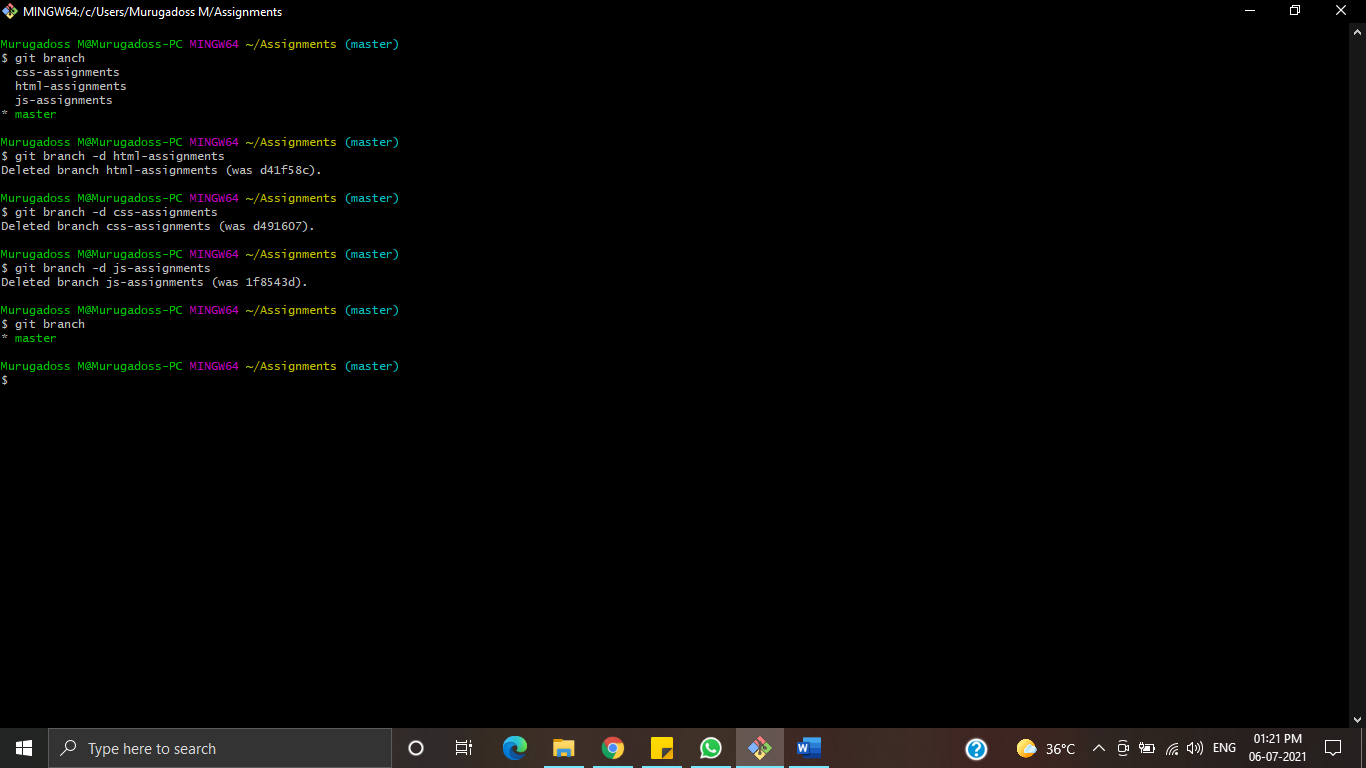 MINGW64:/c/Users/Murugadoss M/Assignments
Murugadoss M@Murugadoss-PC MINGW64 ~/Assignments (master)
$ git branch
  css-assignments
  html-assignments
  js-assignments
* master
Murugadoss M@Murugadoss-PC MINGW64 ~/Assignments (master)
$ git branch -d html-assignments
Deleted branch html-assignments (was d41f58c).
Murugadoss M@Murugadoss-PC MINGW64 ~/Assignments (master)
$ git branch -d css-assignments
Deleted branch css-assignments (was d491607).
Murugadoss M@Murugadoss-PC MINGW64 ~/Assignments (master)
$ git branch -d js-assignments
Deleted branch js-assignments (was 1f8543d).
Murugadoss M@Murugadoss-PC MINGW64 ~/Assignments (master)
$ git branch
* master
Murugadoss M@Murugadoss-PC MINGW64 ~/Assignments (master)
$
Type here to search
36°C
ENG
01:21 PM
06-07-2021